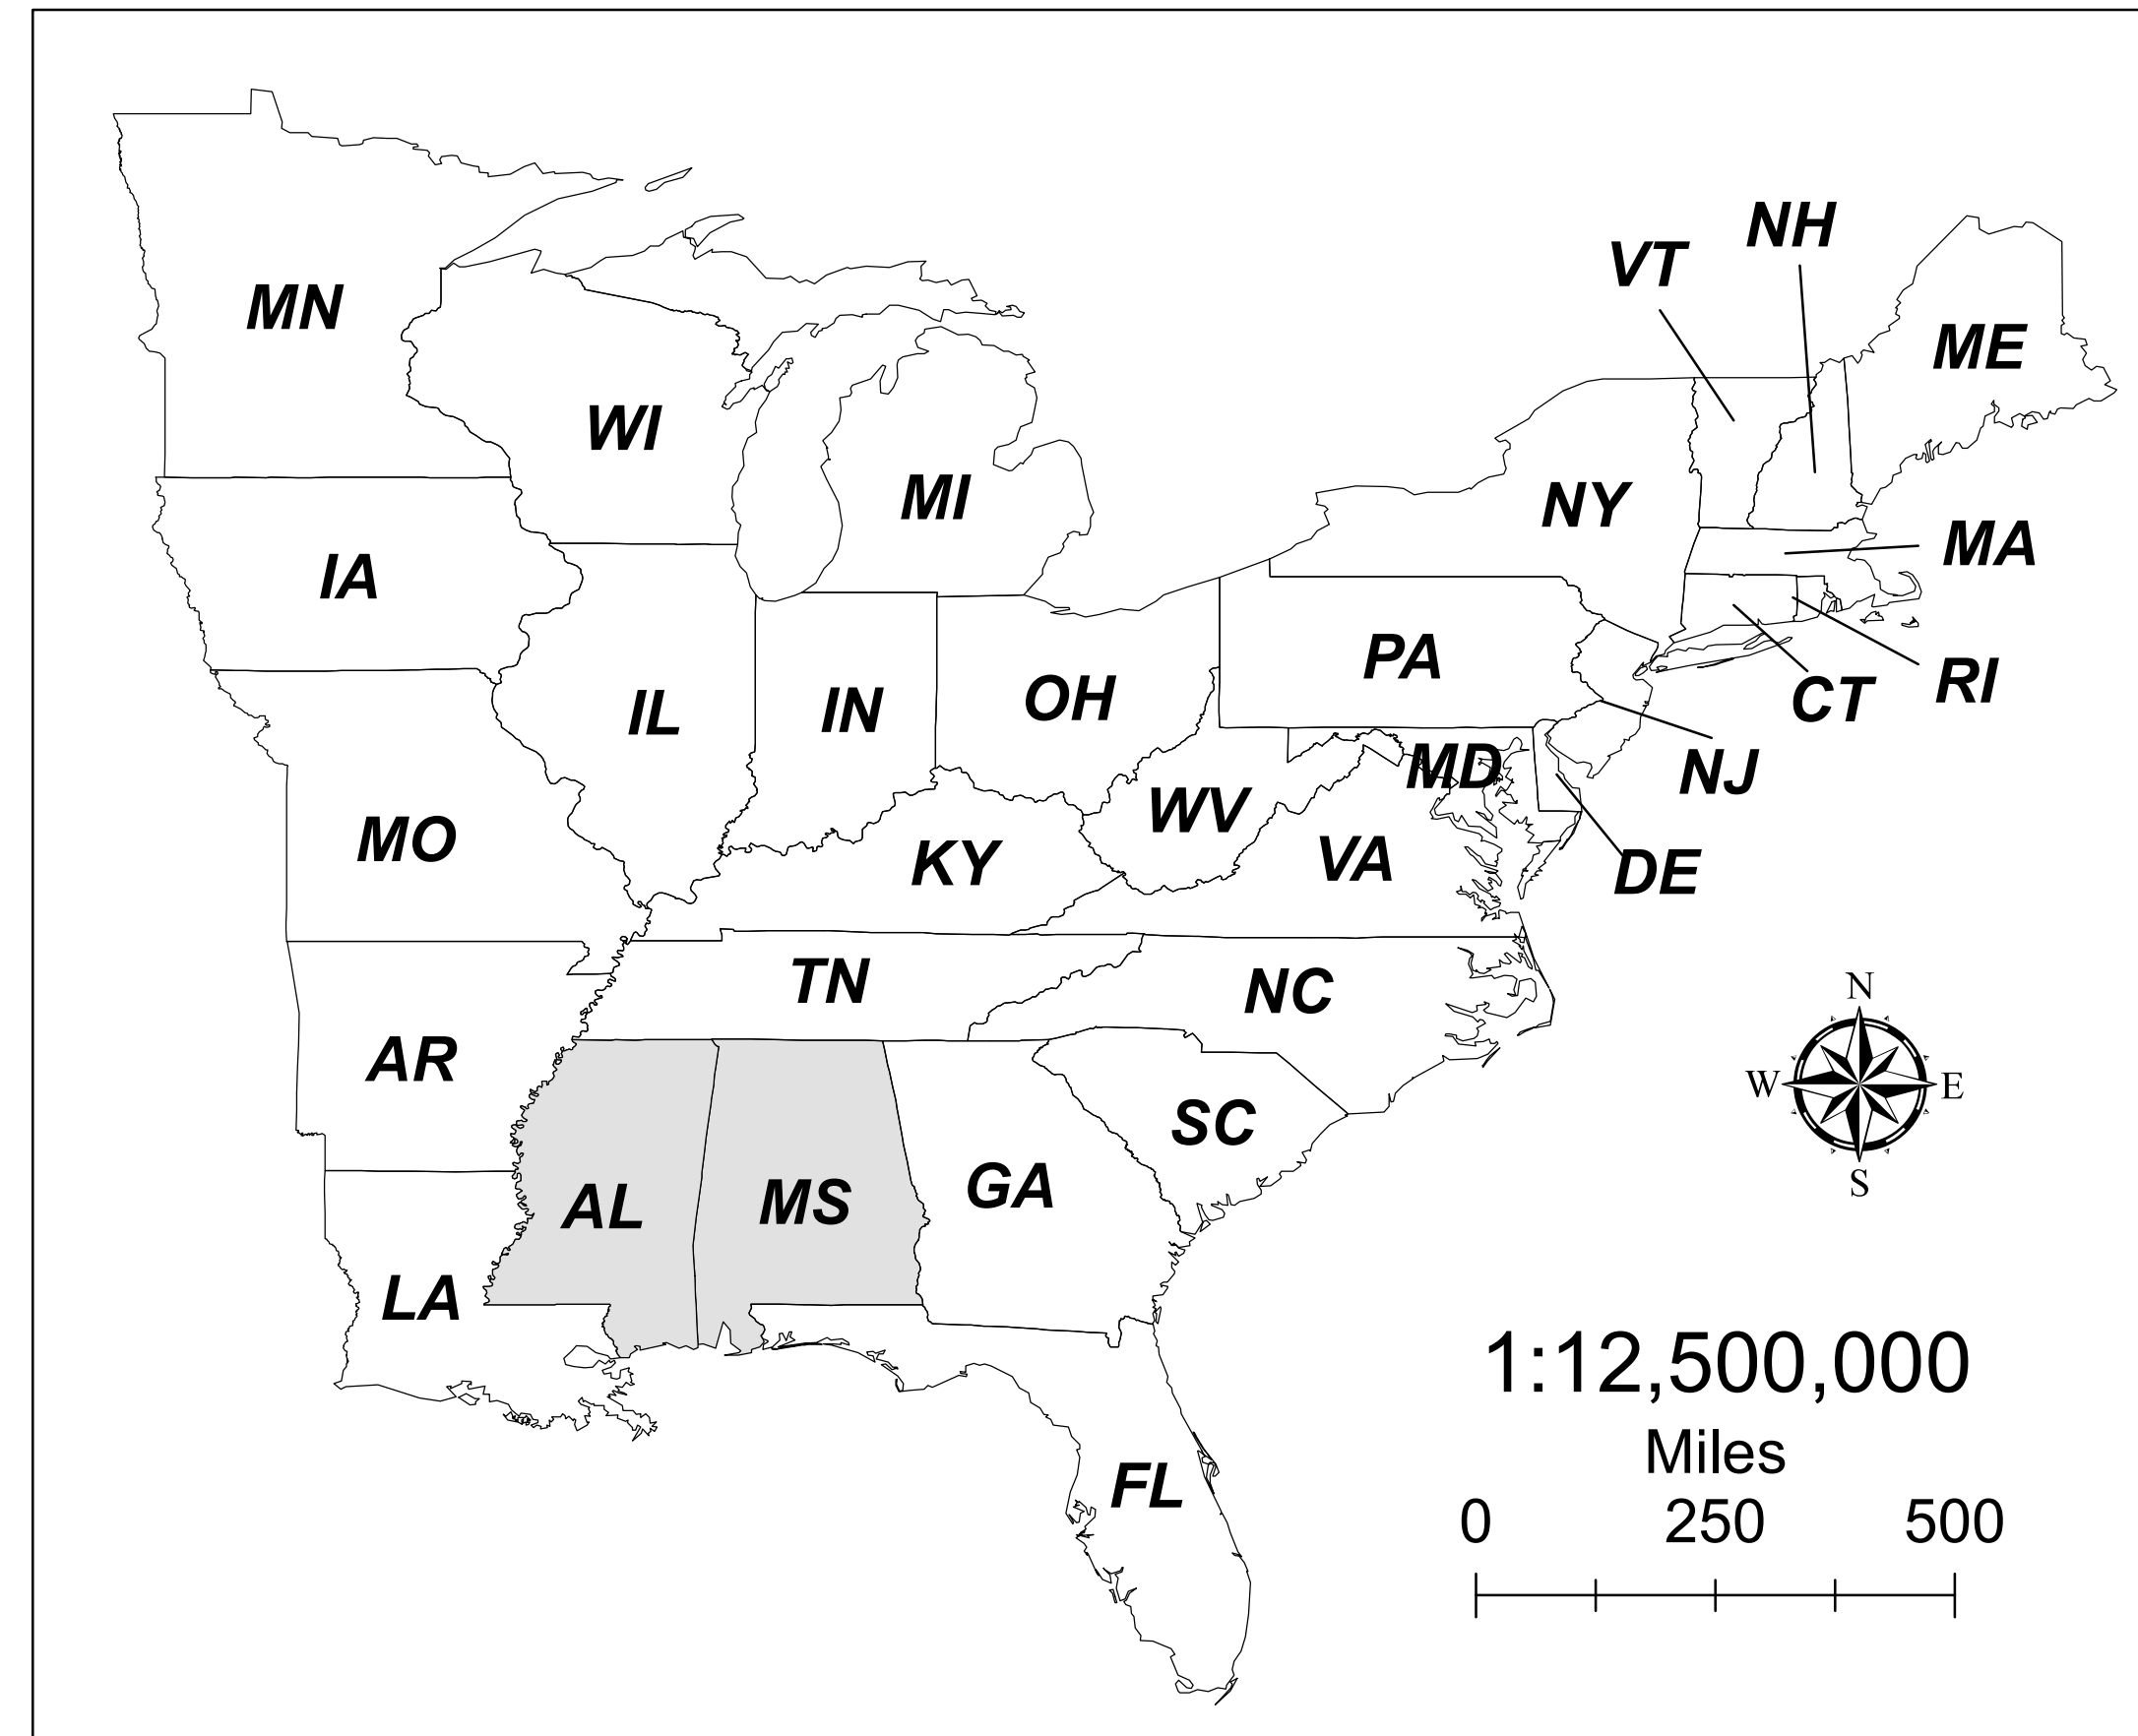 NH
VT
ME
MN
WI
MI
NY
MA
IA
PA
RI
CT
OH
IN
IL
NJ
MD
WV
MO
VA
KY
DE
TN
NC
N
AR
W
E
SC
S
GA
MS
AL
LA
1:12,500,000
Miles
FL
0 250 500